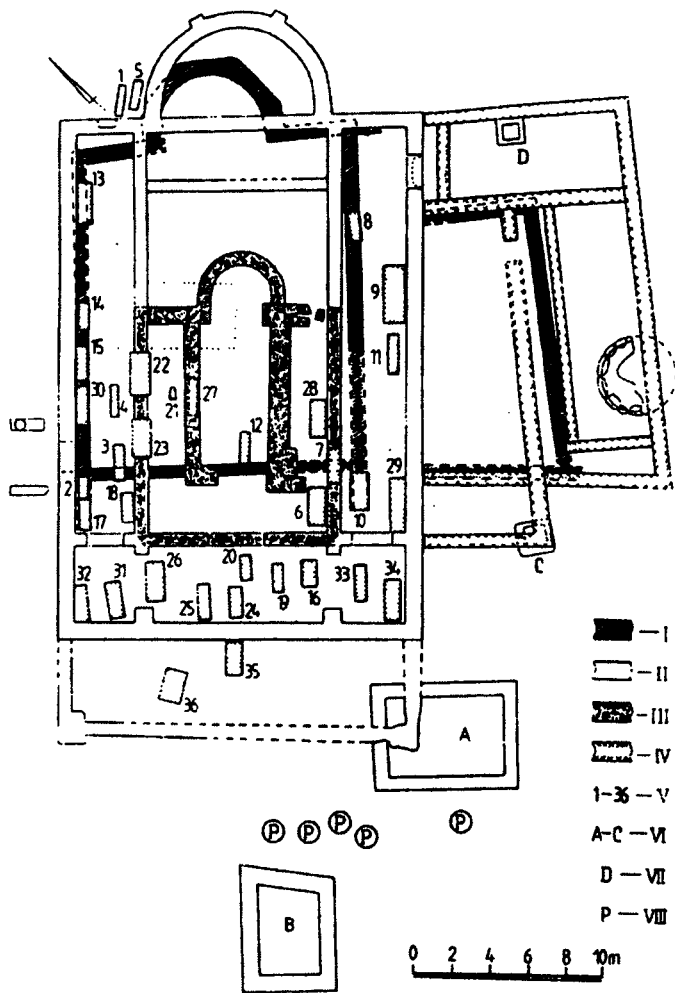 1 5
D
13
8
9
14
15
11
22
30
4
21
27
28
12
3
23
7
29
2
18
6
10
17
26
20
32
31
19
16
33
34
25
24
35
36
A
C
P P P P P
B
— I
— II
— III
— IV
1-36 — V
A-C — VI
D — VII
P — VIII
0 2 4 6 8 10m